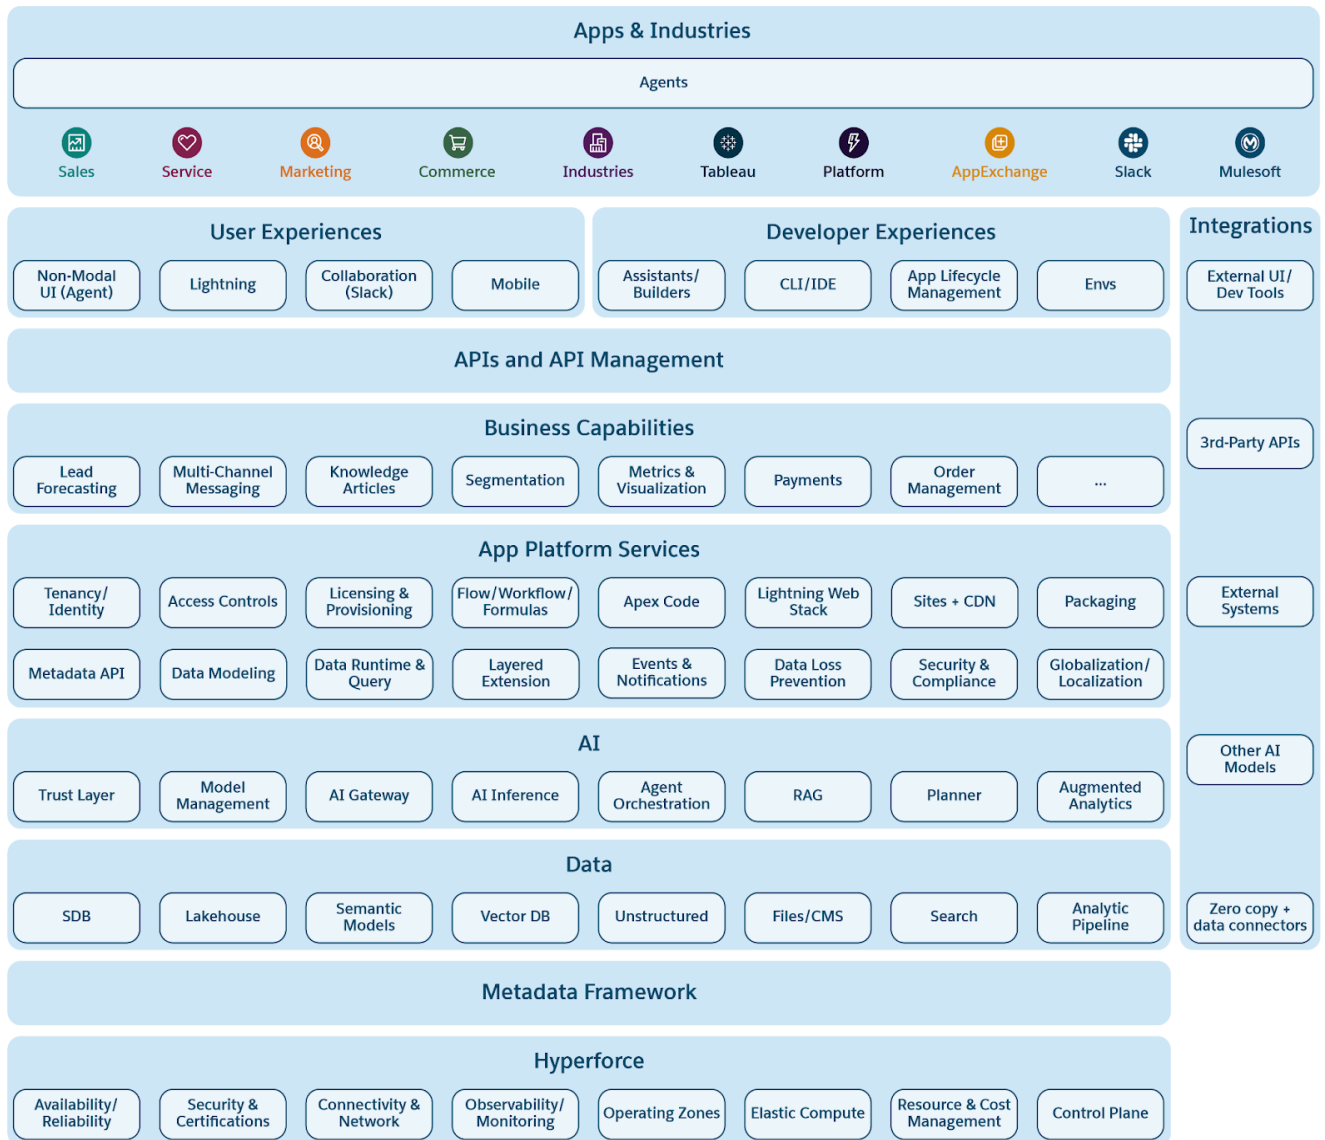 Apps & Industries
Agents
Sales
Service
Marketing
Commerce
Industries
Tableau
Platform
AppExchange
Slack
Mulesoft
User Experiences
Non-Modal
UI (Agent)
Lightning
Collaboration
(Slack)
Mobile
Developer Experiences
Assistants/
Builders
CLI/IDE
App Lifecycle
Management
Envs
Integrations
External UI/
Dev Tools
3rd-Party APIs
External
Systems
Other AI
Models
Zero copy +
data connectors
APIs and API Management
Business Capabilities
Lead
Forecasting
Multi-Channel
Messaging
Knowledge
Articles
Segmentation
Metrics &
Visualization
Payments
Order
Management
...
App Platform Services
Tenancy/
Identity
Access Controls
Licensing &
Provisioning
Flow/Workflow/
Formulas
Apex Code
Lightning Web
Stack
Sites + CDN
Packaging
Metadata API
Data Modeling
Data Runtime &
Query
Layered
Extension
Events &
Notifications
Data Loss
Prevention
Security &
Compliance
Globalization/
Localization
AI
Trust Layer
Model
Management
AI Gateway
AI Inference
Agent
Orchestration
RAG
Planner
Augmented
Analytics
Data
SDB
Lakehouse
Semantic
Models
Vector DB
Unstructured
Files/CMS
Search
Analytic
Pipeline
Metadata Framework
Hyperforce
Availability/
Reliability
Security &
Certifications
Connectivity &
Network
Observability/
Monitoring
Operating Zones
Elastic Compute
Resource & Cost
Management
Control Plane